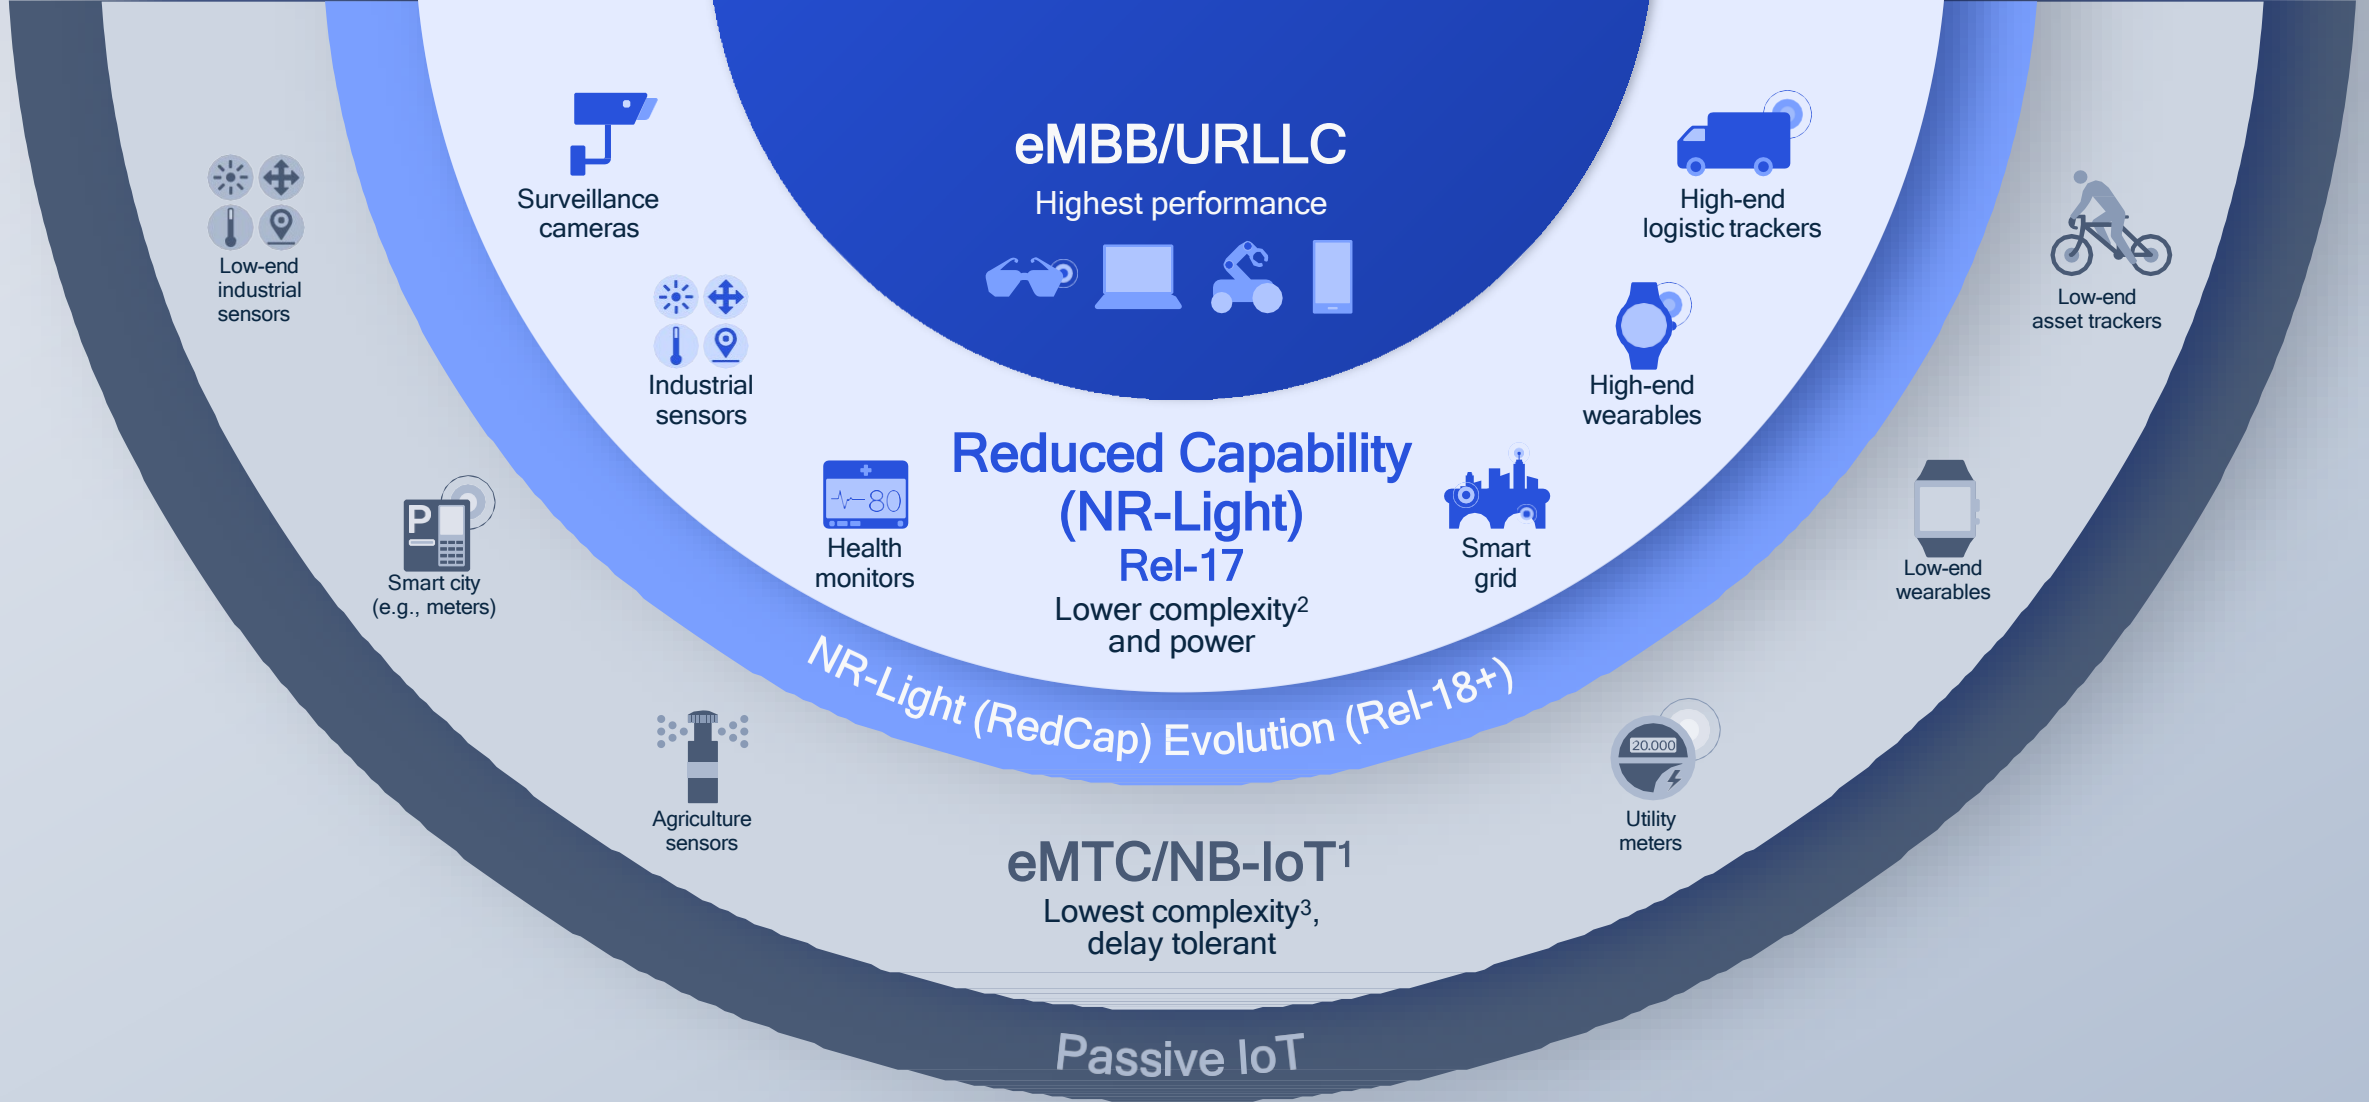 eMBB/URLLC
Highest performance
Surveillance
cameras
High-end
logistic trackers
Low-end
industrial
sensors
Low-end
asset trackers
Industrial
sensors
High-end
wearables
Reduced Capability
(NR-Light)
Rel-17
Lower complexity²
and power
80
Health
monitors
Smart
grid
P
Smart city
(e.g., meters)
Low-end
wearables
NR-Light (RedCap) Evolution (Rel-18+)
Agriculture
sensors
20.000
Utility
meters
eMTC/NB-IoT¹
Lowest complexity³,
delay tolerant
Passive IoT